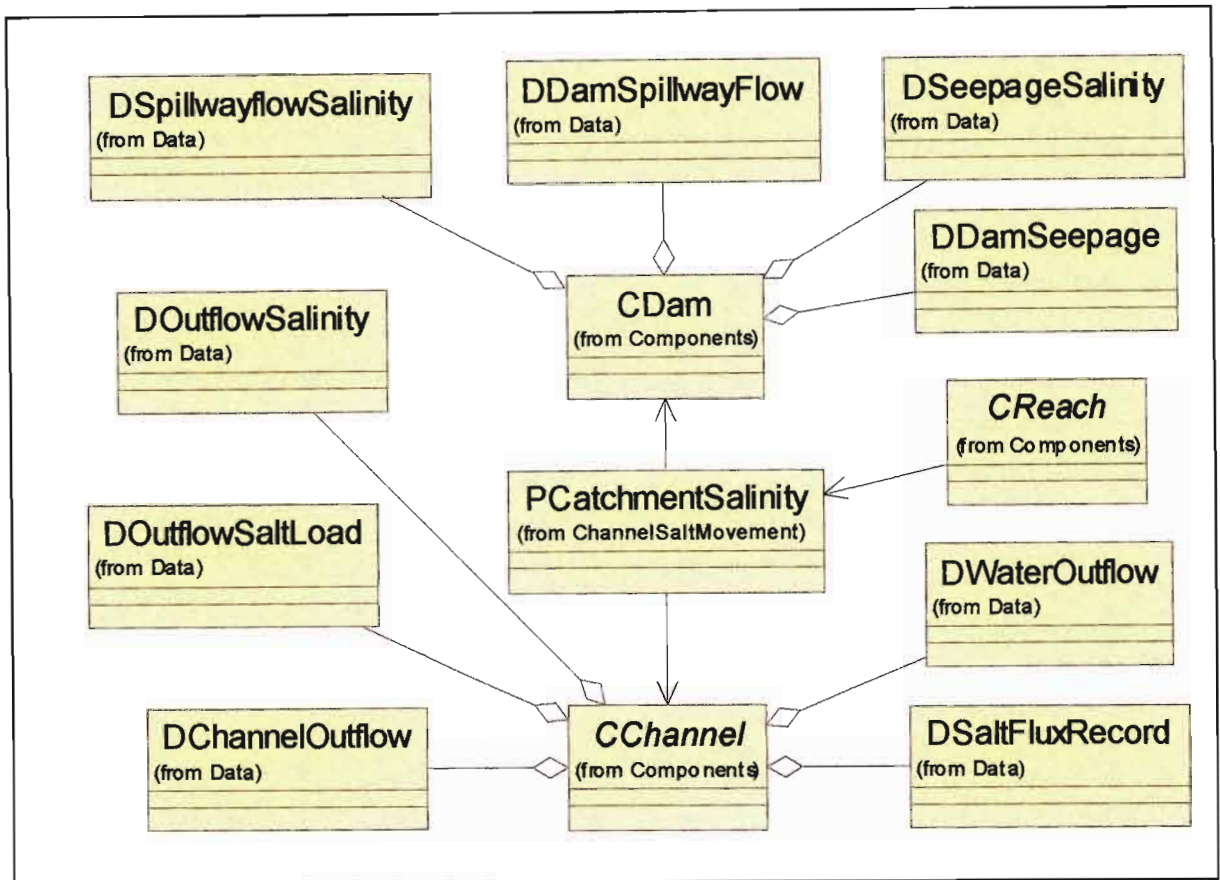 DSpillwayflowSalinity
(from Data)
DDamSpillwayFlow
(from Data)
DSeepageSalinity
(from Data)
DDamSeepage
(from Data)
CDam
(from Components)
DOutflowSalinity
(from Data)
CReach
(from Components)
PCatchmentSalinity
(from ChannelSaltMovement)
DOutflowSaltLoad
(from Data)
DWaterOutflow
(from Data)
DChannelOutflow
(from Data)
CChannel
(from Components)
DSaltFluxRecord
(from Data)